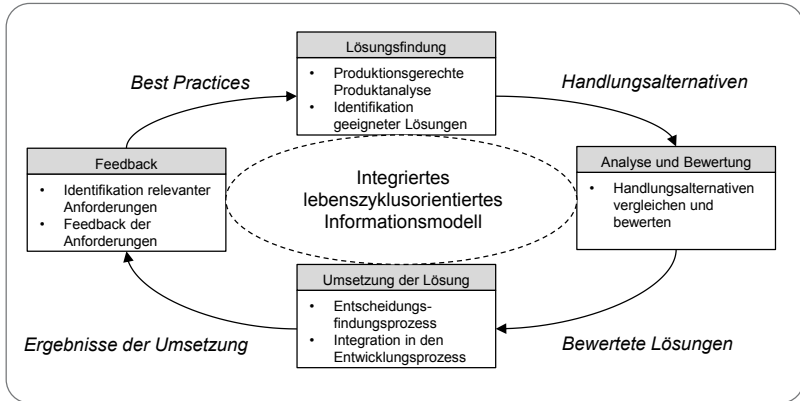 Lösungsfindung
• Produktionsgerechte
Produktanalyse
• Identifikation
geeigneter Lösungen
Best Practices
Handlungsalternativen
Feedback
• Identifikation relevanter
Anforderungen
• Feedback der
Anforderungen
Integriertes
lebenszyklusorientiertes
Informationsmodell
Analyse und Bewertung
• Handlungsalternativen
vergleichen und
bewerten
Umsetzung der Lösung
• Entscheidungs-
findungsprozess
• Integration in den
Entwicklungsprozess
Ergebnisse der Umsetzung
Bewertete Lösungen